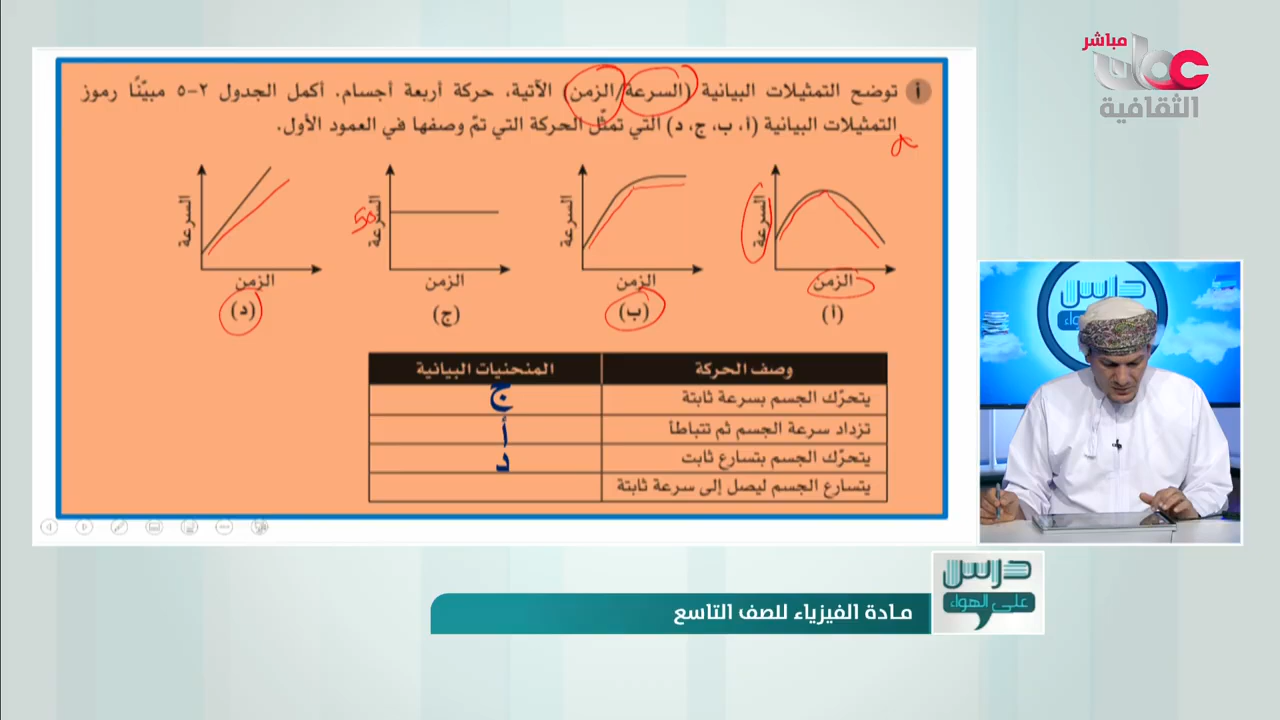 مباشر
عمان
الثقافية
أ توضح التمثيلات البيانية (السرعة/الزمن) الآتية، حركة أربعة أجسام. أكمل الجدول ٢-٥ مبيّنًا رموز
التمثيلات البيانية (أ، ب، ج، د) التي تمثّل الحركة التي تمّ وصفها في العمود الأول.
السرعة
الزمن
(أ)
السرعة
الزمن
(ب)
السرعة
50
الزمن
(ج)
السرعة
الزمن
(د)
وصف الحركة المنحنيات البيانية
يتحرّك الجسم بسرعة ثابتة ج
تزداد سرعة الجسم ثم تتباطأ أ
يتحرّك الجسم بتسارع ثابت د
يتسارع الجسم ليصل إلى سرعة ثابتة
درس
درس
على الهواء
مادة الفيزياء للصف التاسع